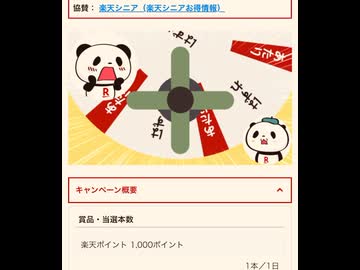 協賛： 楽天シニア（楽天シニアお得情報）
はずれ
あたり
R
はずれ
はずれ
あたり
R
キャンペーン概要
賞品・当選本数
楽天ポイント 1,000ポイント
1本／1日